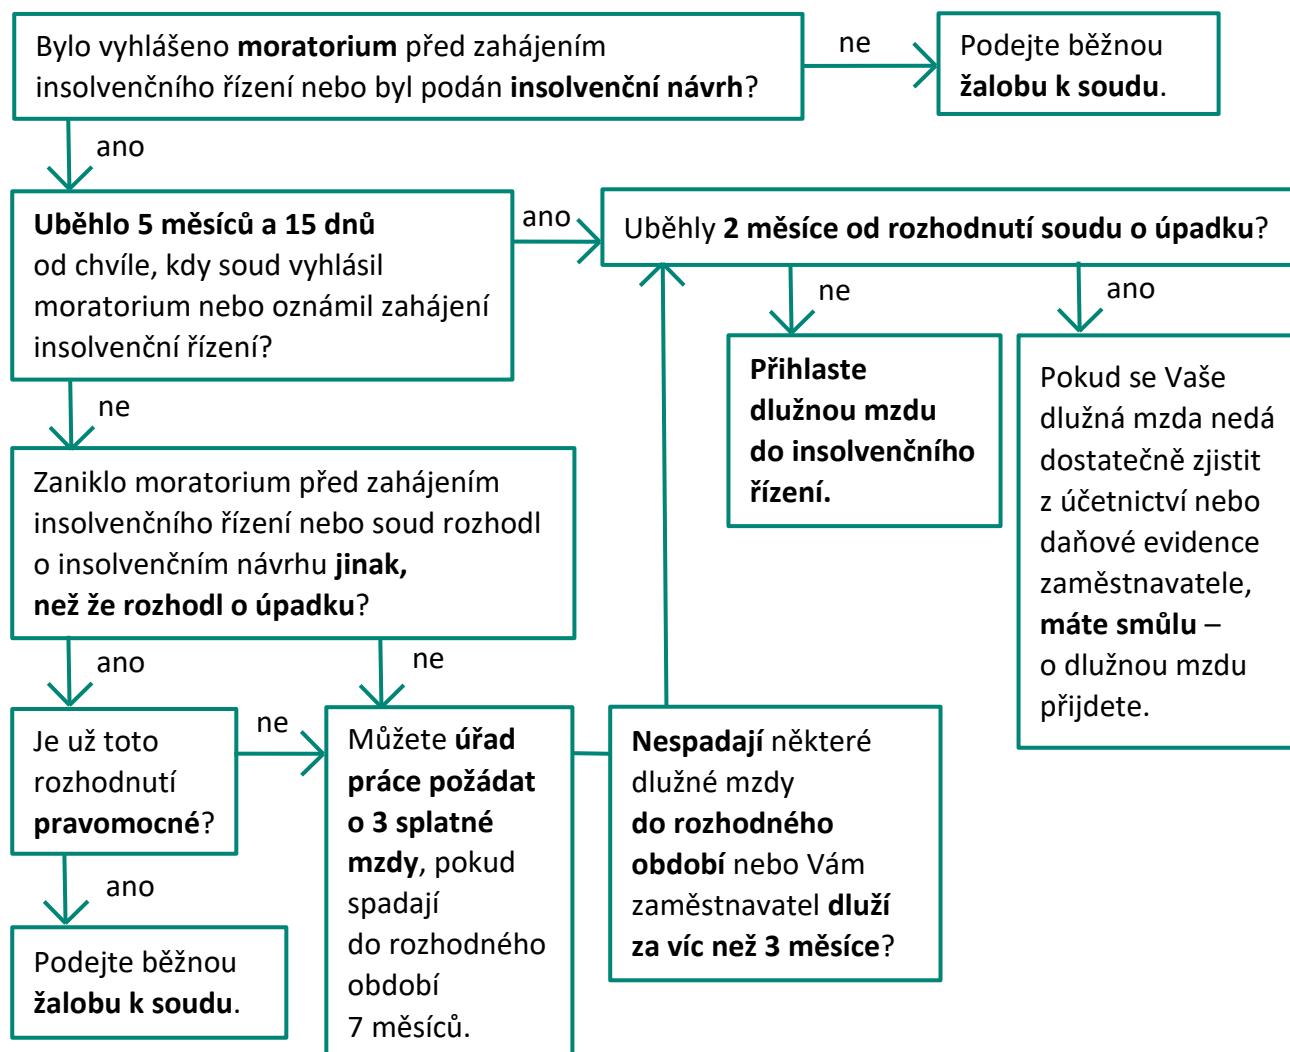 Bylo vyhlášeno moratorium před zahájením
insolvenčního řízení nebo byl podán insolvenční návrh?
ne
Podejte běžnou
žalobu k soudu.
ano
Uběhlo 5 měsíců a 15 dnů
od chvíle, kdy soud vyhlásil
moratorium nebo oznámil zahájení
insolvenční řízení?
ano
Uběhly 2 měsíce od rozhodnutí soudu o úpadku?
ne
Přihlaste
dlužnou mzdu
do insolvenčního
řízení.
ano
Pokud se Vaše
dlužná mzda nedá
dostatečně zjistit
z účetnictví nebo
daňové evidence
zaměstnavatele,
máte smůlu –
o dlužnou mzdu
přijdete.
ne
Zaniklo moratorium před zahájením
insolvenčního řízení nebo soud rozhodl
o insolvenčním návrhu jinak,
než že rozhodl o úpadku?
ano
ne
Je už toto
rozhodnutí
pravomocné?
ne
Můžete úřad
práce požádat
o 3 splatné
mzdy, pokud
spadají
do rozhodného
období
7 měsíců.
Nespadají některé
dlužné mzdy
do rozhodného
období nebo Vám
zaměstnavatel dluží
za víc než 3 měsíce?
ano
Podejte běžnou
žalobu k soudu.